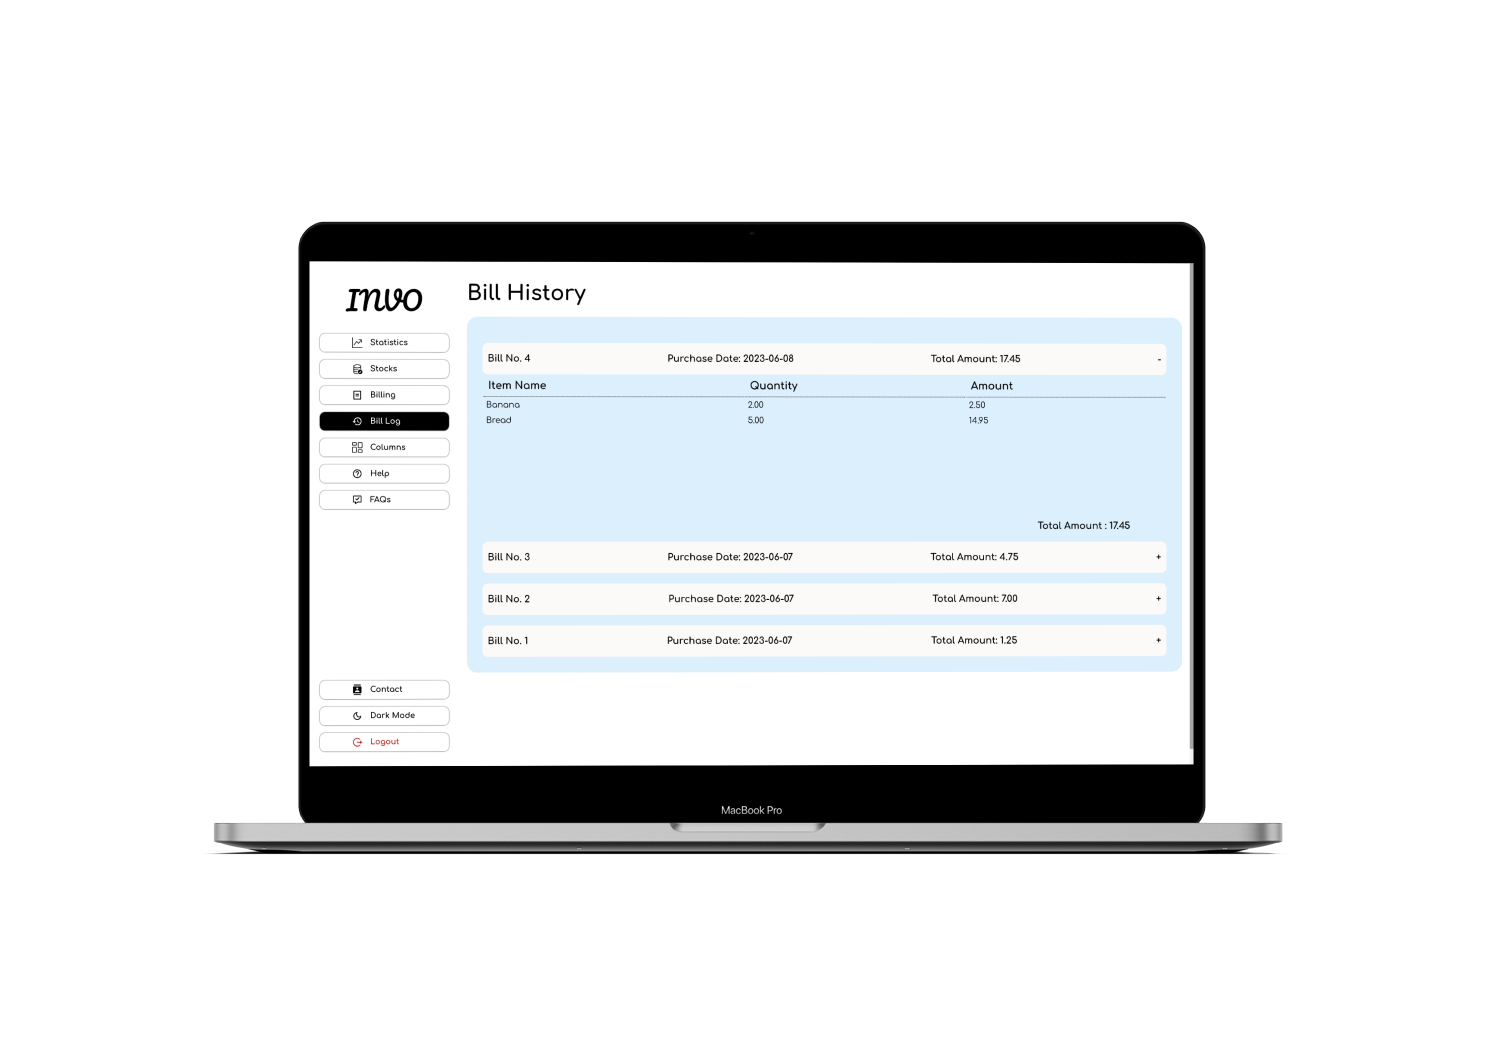 Invo
Statistics
Stocks
Billing
Bill Log
Columns
Help
FAQs
Contact
Dark Mode
Logout
Bill History
Bill No. 4 Purchase Date: 2023-06-08 Total Amount: 17.45 -
Item Name Quantity Amount
Banana 2.00 2.50
Bread 5.00 14.95
Total Amount : 17.45
Bill No. 3 Purchase Date: 2023-06-07 Total Amount: 4.75 +
Bill No. 2 Purchase Date: 2023-06-07 Total Amount: 7.00 +
Bill No. 1 Purchase Date: 2023-06-07 Total Amount: 1.25 +
MacBook Pro